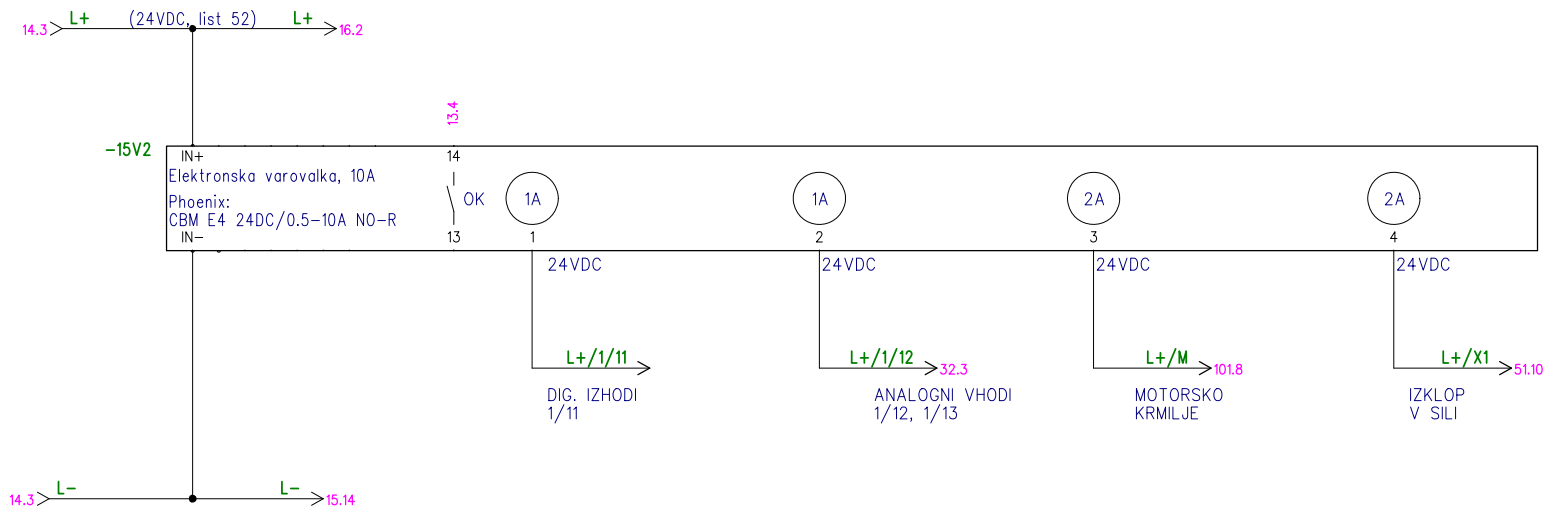 L+ (24VDC, list 52) L+
14.3 16.2
13.4
-15V2
IN+ 14
Elektronska varovalka, 10A
Phoenix: OK 1A 1A 2A 2A
CBM E4 24DC/0.5-10A NO-R
IN- 13 1 2 3 4
24VDC 24VDC 24VDC 24VDC
L+/1/11 L+/1/12 L+/M L+/X1
32.3 101.8 51.10
DIG. IZHODI ANALOGNI VHODI MOTORSKO IZKLOP
1/11 1/12, 1/13 KRMILJE V SILI
L- L-
14.3 15.14